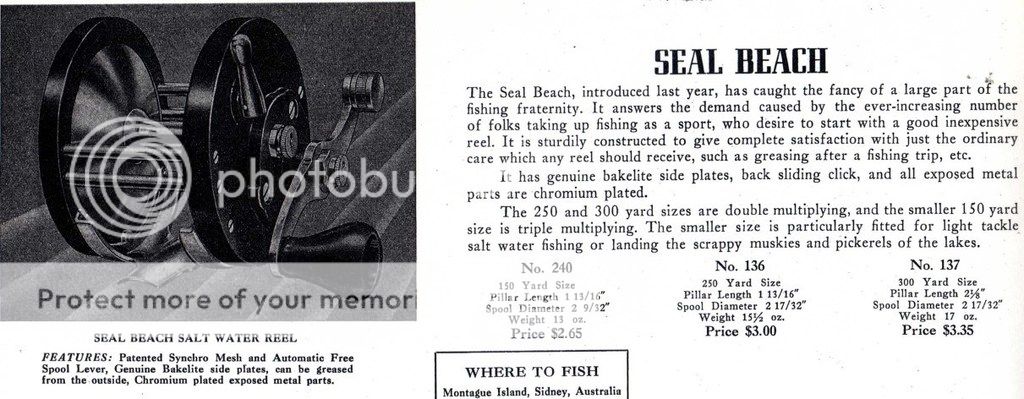 photobu
Protect more of your memori
SEAL BEACH SALT WATER REEL
FEATURES: Patented Synchro Mesh and Automatic Free
Spool Lever, Genuine Bakelite side plates, can be greased
from the outside, Chromium plated exposed metal parts.
SEAL BEACH
The Seal Beach, introduced last year, has caught the fancy of a large part of the
fishing fraternity. It answers the demand caused by the ever-increasing number
of folks taking up fishing as a sport, who desire to start with a good inexpensive
reel. It is sturdily constructed to give complete satisfaction with just the ordinary
care which any reel should receive, such as greasing after a fishing trip, etc.
It has genuine bakelite side plates, back sliding click, and all exposed metal
parts are chromium plated.
The 250 and 300 yard sizes are double multiplying, and the smaller 150 yard
size is triple multiplying. The smaller size is particularly fitted for light tackle
salt water fishing or landing the scrappy muskies and pickerels of the lakes.
No. 240
150 Yard Size
Pillar Length 1 13/16"
Spool Diameter 2 9/32"
Weight 13 oz.
Price $2.65
No. 136
250 Yard Size
Pillar Length 1 13/16"
Spool Diameter 2 17/32"
Weight 15½ oz.
Price $3.00
No. 137
300 Yard Size
Pillar Length 2⅛"
Spool Diameter 2 17/32"
Weight 17 oz.
Price $3.35
WHERE TO FISH
Montague Island, Sidney, Australia